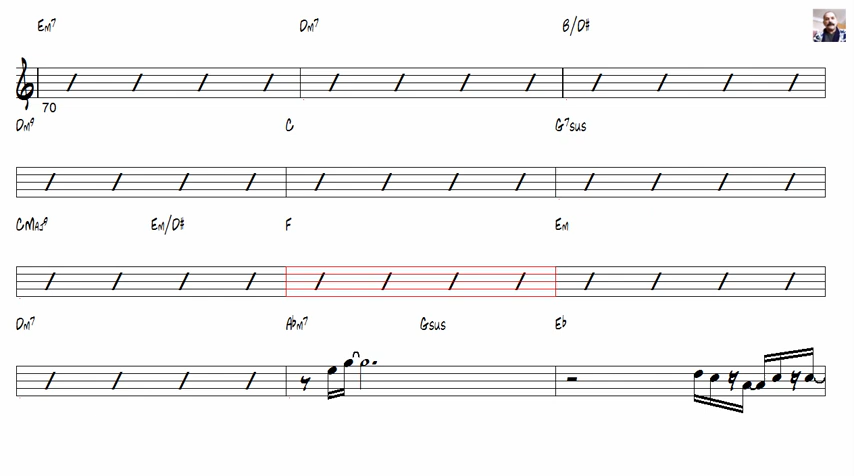 Em7 Dm7 B/D#
70
Dm9 C G7sus
CMaj9 Em/D# F Em
Dm7 Abm7 Gsus Eb